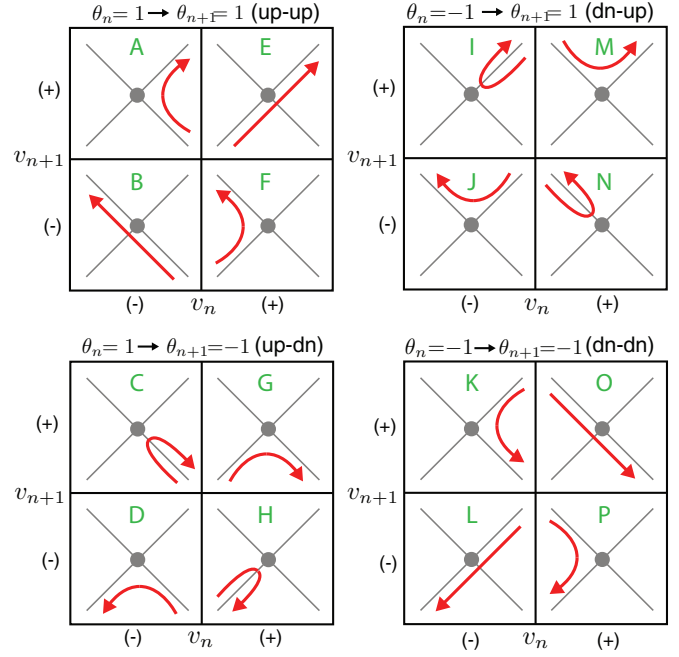 θn = 1 → θn+1 = 1 (up-up)
A E
(+)
vn+1
B F
(-)
(-) vn (+)
θn = −1 → θn+1 = 1 (dn-up)
I M
(+)
vn+1
J N
(-)
(-) vn (+)
θn = 1 → θn+1 = −1 (up-dn)
C G
(+)
vn+1
D H
(-)
(-) vn (+)
θn = −1 → θn+1 = −1 (dn-dn)
K O
(+)
vn+1
L P
(-)
(-) vn (+)